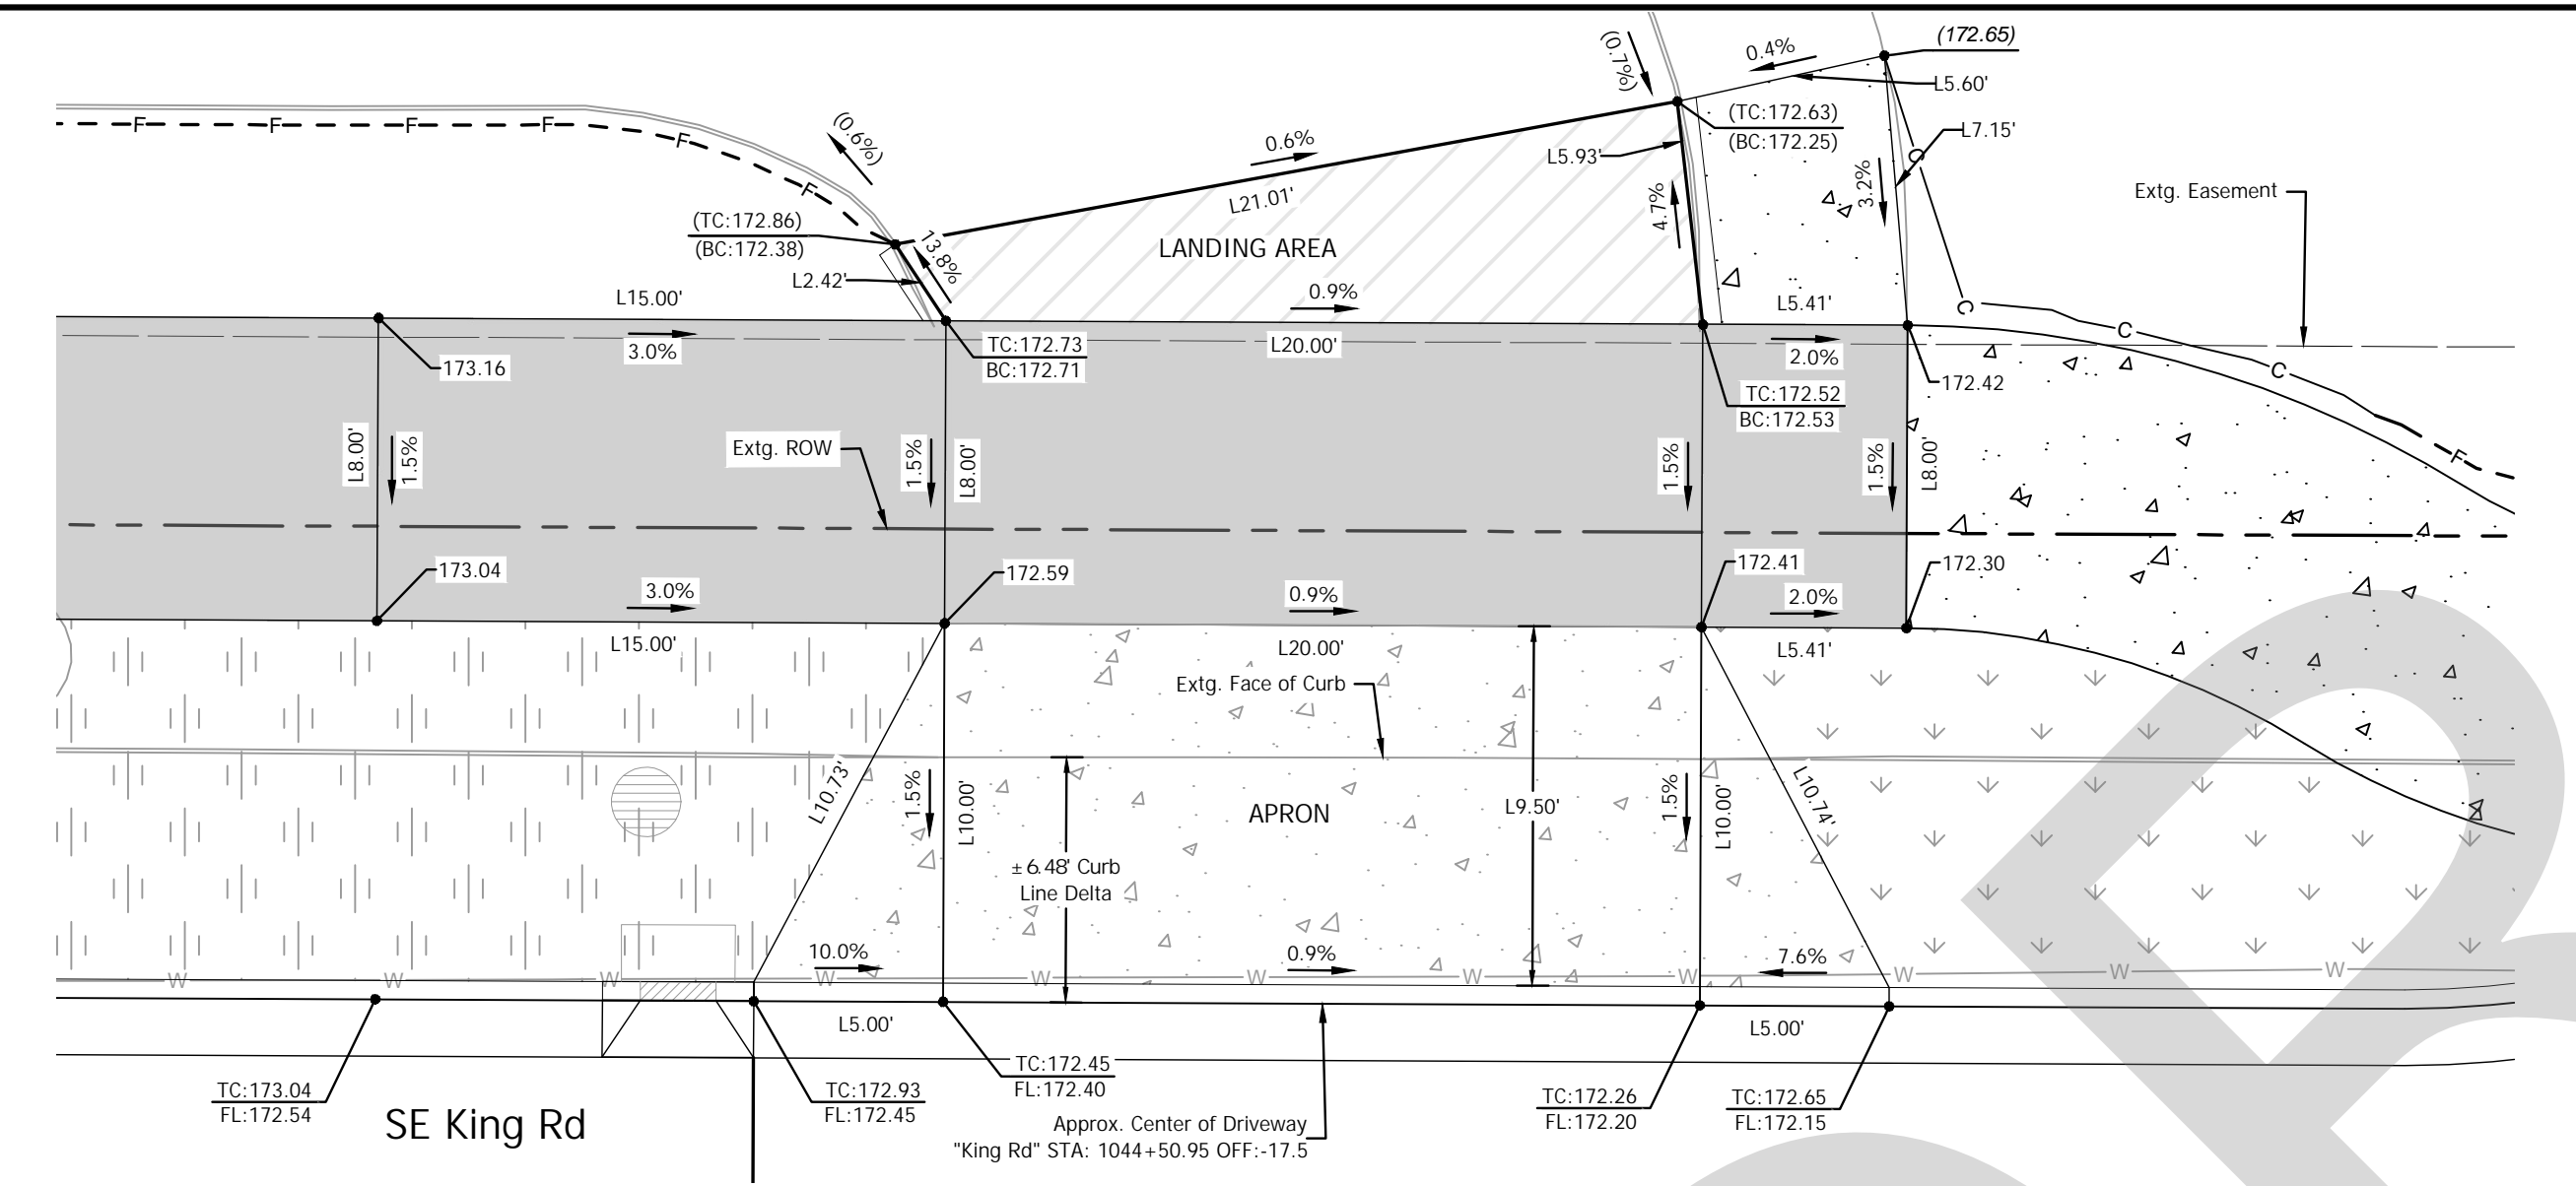 (172.65)
(0.7%)
0.4%
L5.60'
F F F F F F
(0.6%)
0.6%
(TC:172.63)
(BC:172.25)
L5.93'
L7.15'
C
3.2%
4.7%
L21.01'
Extg. Easement
(TC:172.86)
(BC:172.38)
13.8%
LANDING AREA
L2.42'
L15.00'
0.9%
L5.41'
C C C
3.0%
TC:172.73
BC:172.71
L20.00'
2.0%
173.16
172.42
TC:172.52
BC:172.53
L8.00'
1.5%
Extg. ROW
1.5%
L8.00'
1.5%
1.5%
L8.00'
F
173.04
172.59
172.41
172.30
3.0%
0.9%
2.0%
L15.00'
L20.00'
L5.41'
Extg. Face of Curb
L10.73'
1.5%
L10.00'
APRON
L9.50'
1.5%
L10.00'
L10.74'
±6.48' Curb
Line Delta
10.0%
0.9%
7.6%
W W W W W W W W W W W
L5.00'
L5.00'
TC:172.45
FL:172.40
TC:173.04
FL:172.54
TC:172.93
FL:172.45
TC:172.26
FL:172.20
TC:172.65
FL:172.15
SE King Rd
Approx. Center of Driveway
"King Rd" STA: 1044+50.95 OFF:-17.5